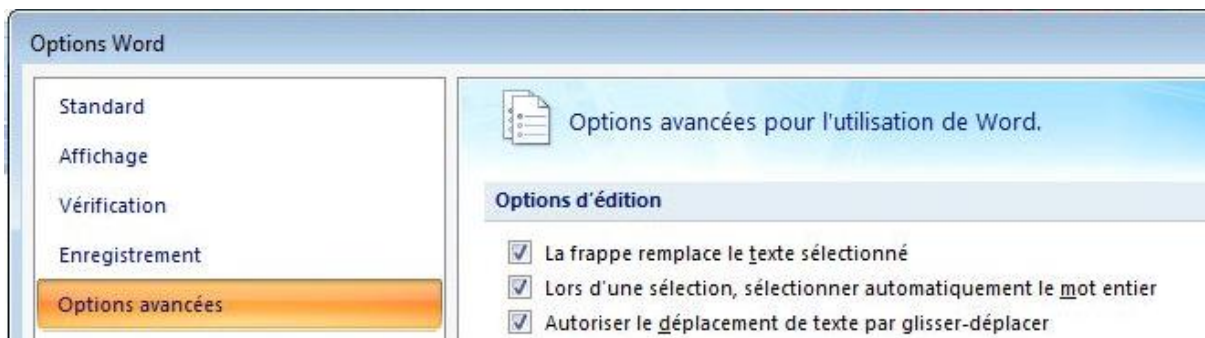 Options Word
Standard
Affichage
Vérification
Enregistrement
Options avancées
Options avancées pour l'utilisation de Word.
Options d'édition
La frappe remplace le texte sélectionné
Lors d'une sélection, sélectionner automatiquement le mot entier
Autoriser le déplacement de texte par glisser-déplacer